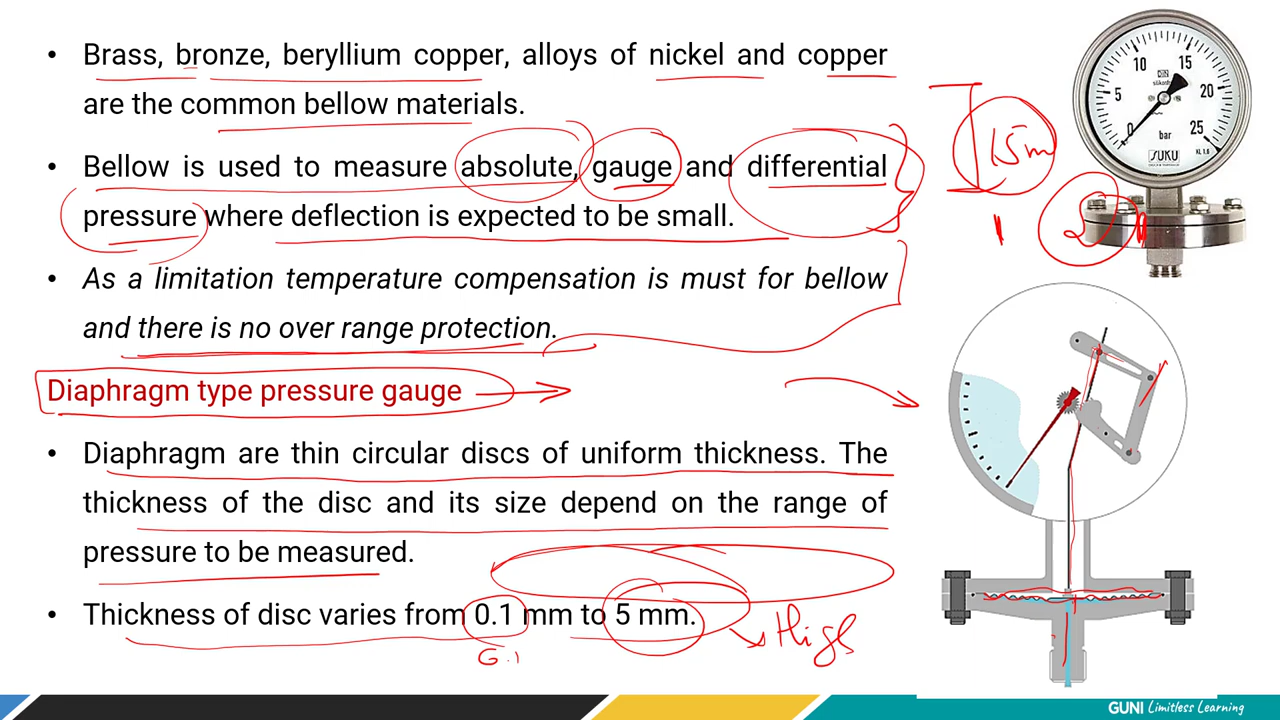 • Brass, bronze, beryllium copper, alloys of nickel and copper
are the common bellow materials.
• Bellow is used to measure absolute, gauge and differential
pressure where deflection is expected to be small.
• As a limitation temperature compensation is must for bellow
and there is no over range protection.
Diaphragm type pressure gauge
• Diaphragm are thin circular discs of uniform thickness. The
thickness of the disc and its size depend on the range of
pressure to be measured.
• Thickness of disc varies from 0.1 mm to 5 mm.
High
15m
0 5 10 15 20 25
bar
SUKU
KL 1.6
GUNI Limitless Learning